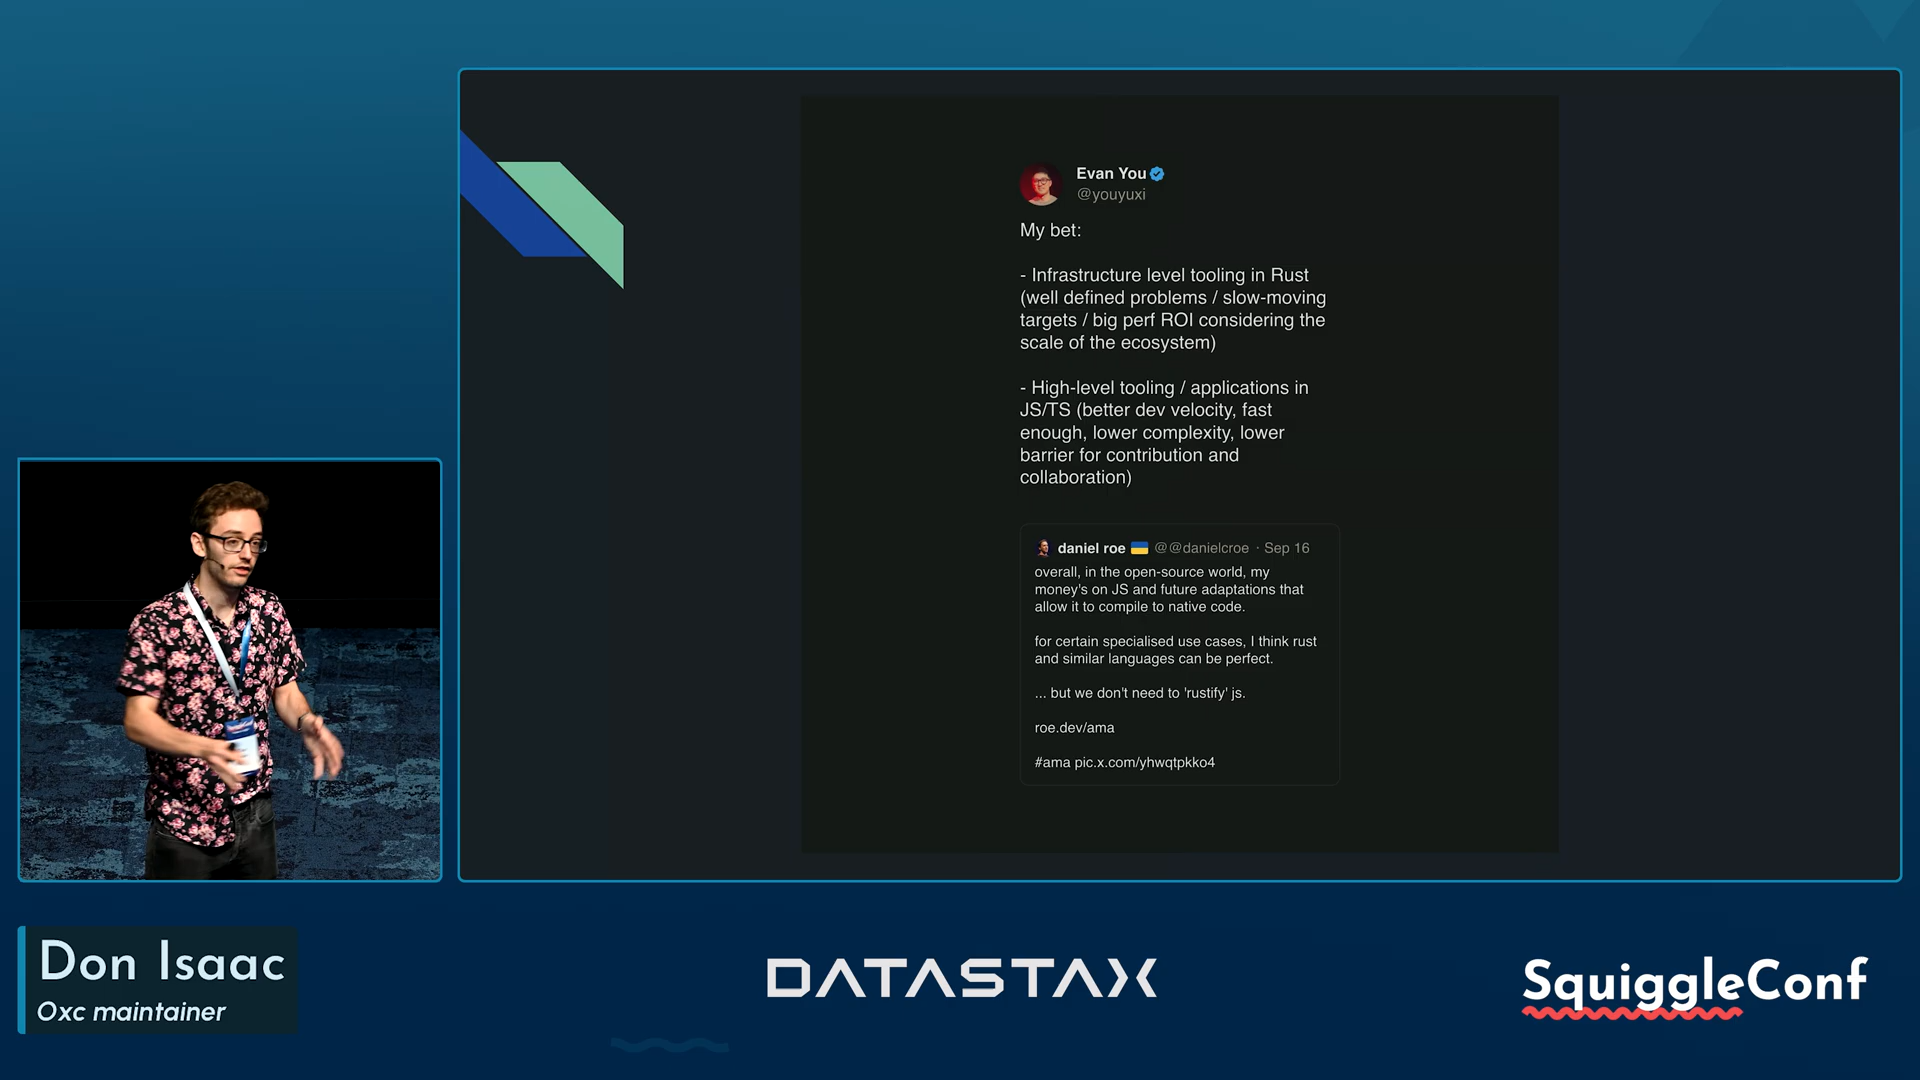 Evan You
@youyuxi
My bet:
- Infrastructure level tooling in Rust
(well defined problems / slow-moving
targets / big perf ROI considering the
scale of the ecosystem)
- High-level tooling / applications in
JS/TS (better dev velocity, fast
enough, lower complexity, lower
barrier for contribution and
collaboration)
daniel roe @@danielcroe · Sep 16
overall, in the open-source world, my
money's on JS and future adaptations that
allow it to compile to native code.
for certain specialised use cases, I think rust
and similar languages can be perfect.
... but we don't need to 'rustify' js.
roe.dev/ama
#ama pic.x.com/yhwqtpkko4
Don Isaac
Oxc maintainer
DATASTAX
SquiggleConf